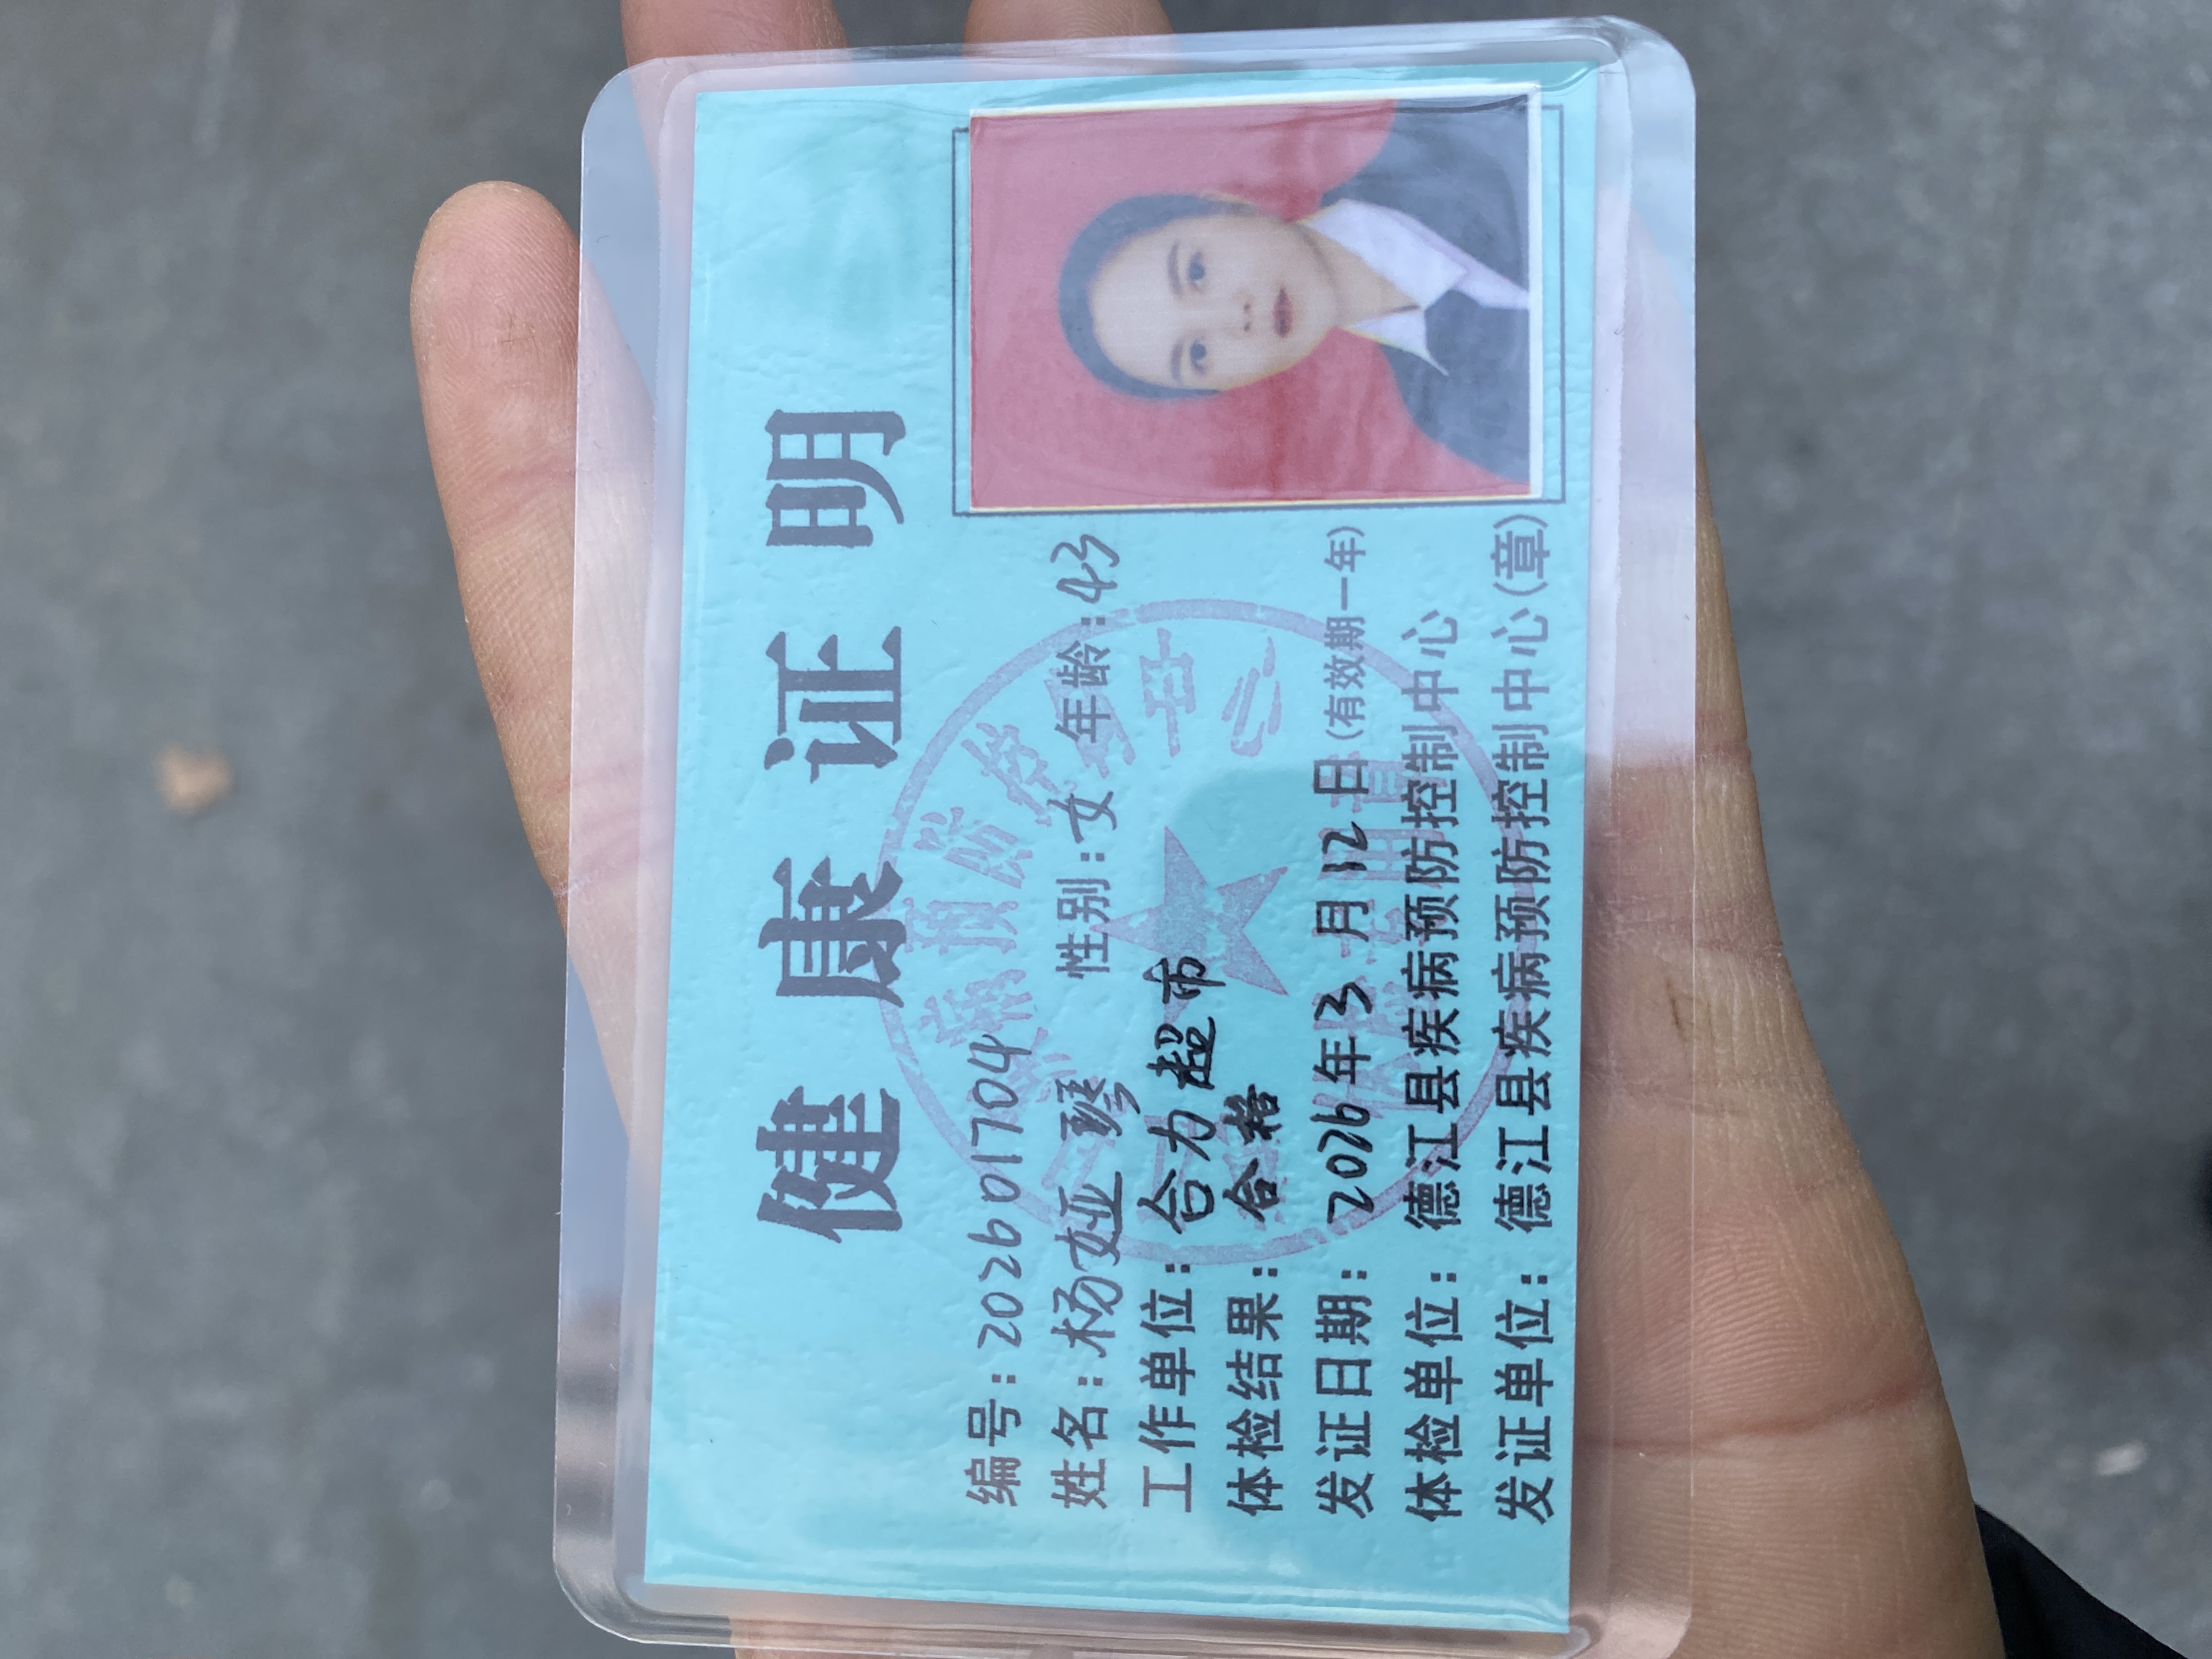 健康证明
编号：202601704
姓名：杨娅琴 性别：女 年龄：43
工作单位：合力超市
体检结果：合格
发证日期：2026年3月12日（有效期一年）
体检单位：德江县疾病预防控制中心
发证单位：德江县疾病预防控制中心（章）